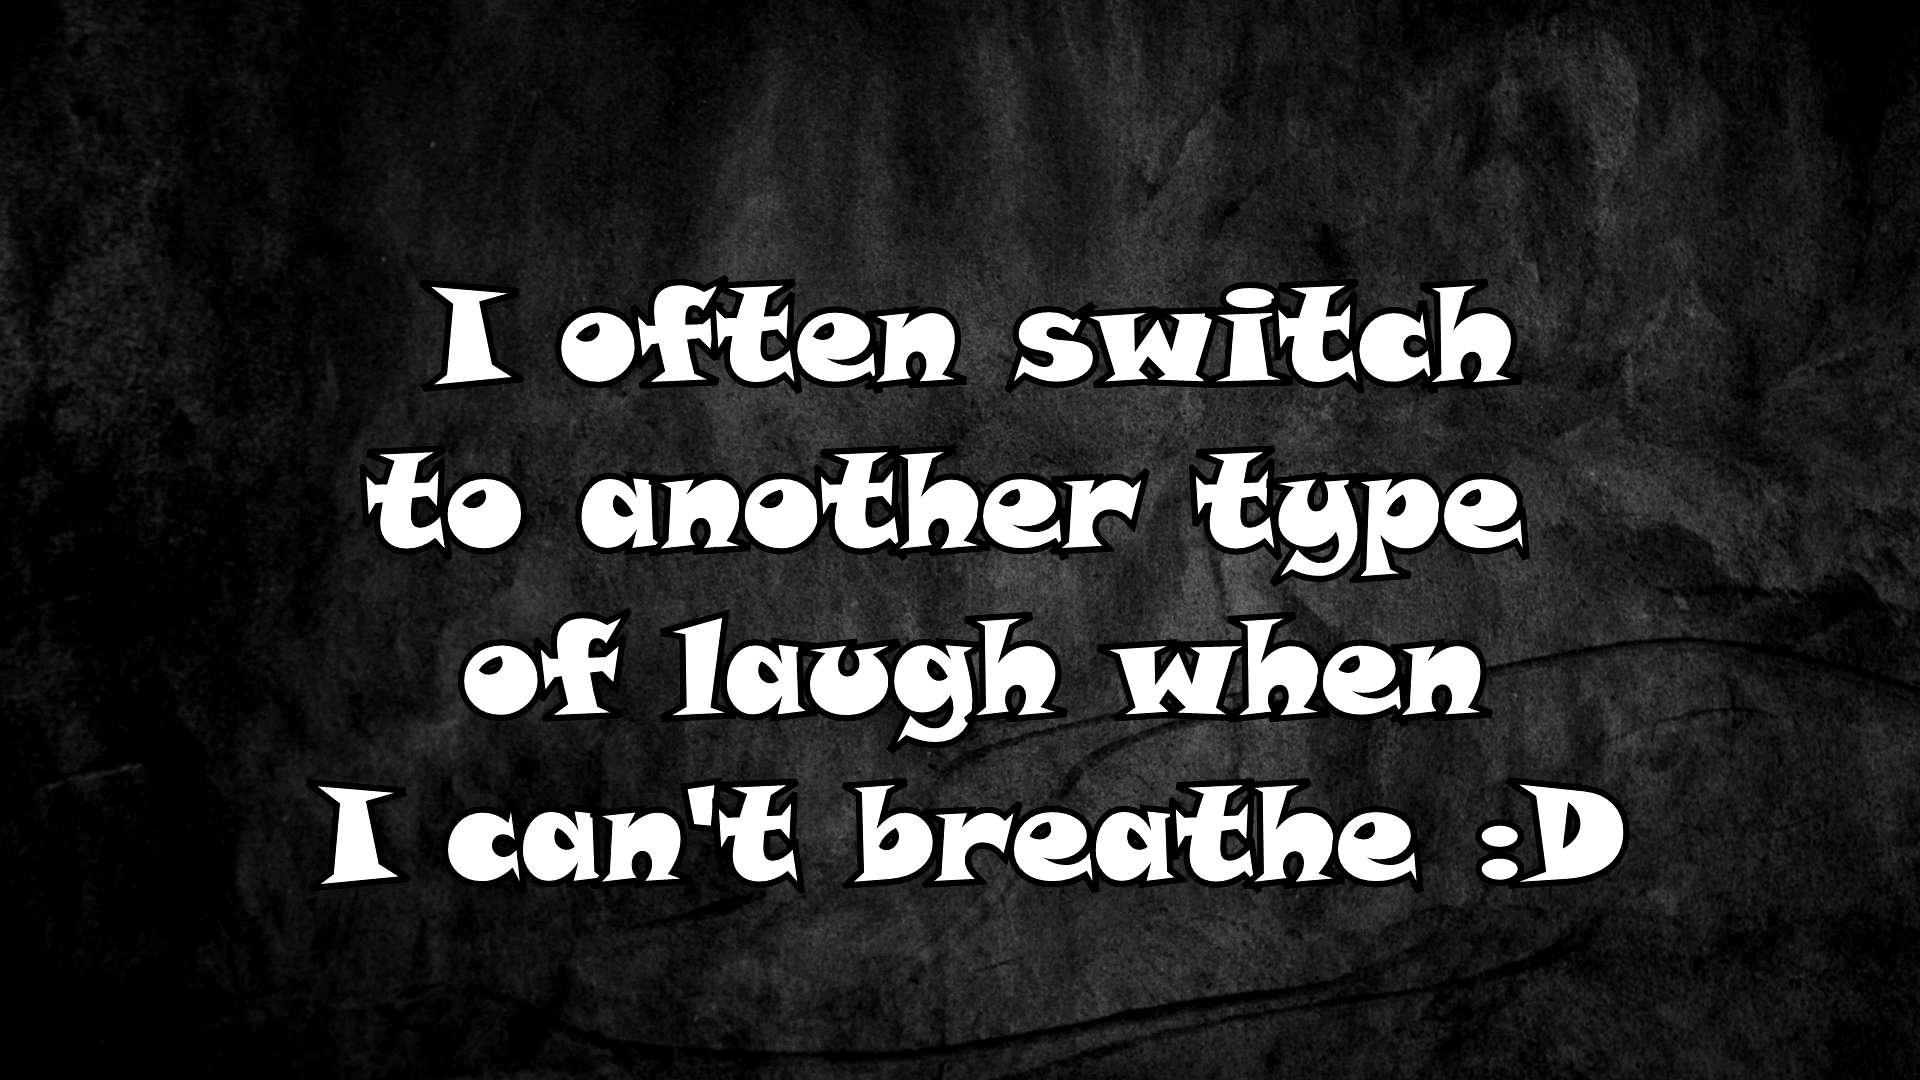 I often switch
to another type
of laugh when
I can't breathe :D